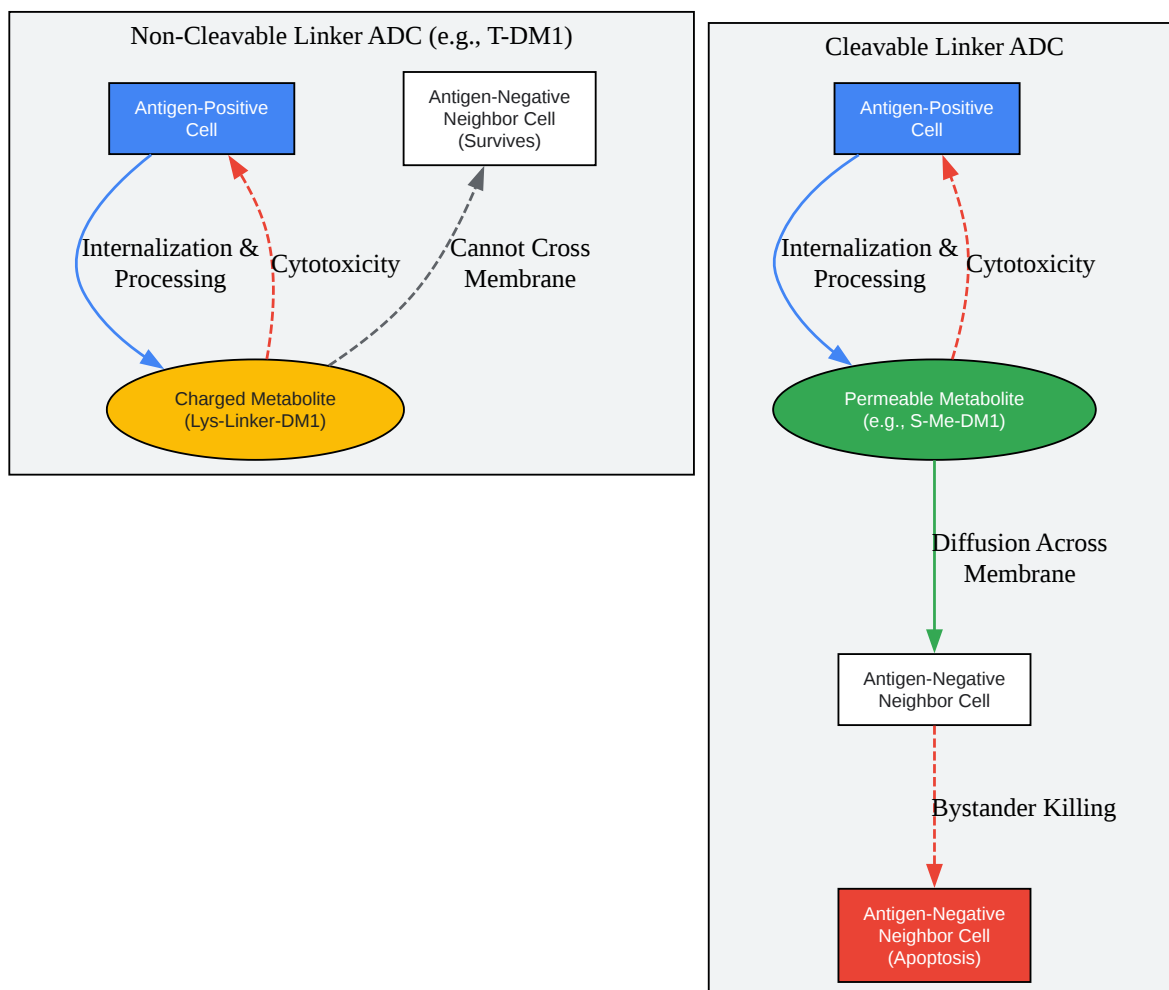 Non-Cleavable Linker ADC (e.g., T-DM1)
Antigen-Positive
Cell
Antigen-Negative
Neighbor Cell
(Survives)
Internalization &
Processing
Cytotoxicity
Cannot Cross
Membrane
Charged Metabolite
(Lys-Linker-DM1)
Cleavable Linker ADC
Antigen-Positive
Cell
Internalization &
Processing
Cytotoxicity
Permeable Metabolite
(e.g., S-Me-DM1)
Diffusion Across
Membrane
Antigen-Negative
Neighbor Cell
Bystander Killing
Antigen-Negative
Neighbor Cell
(Apoptosis)